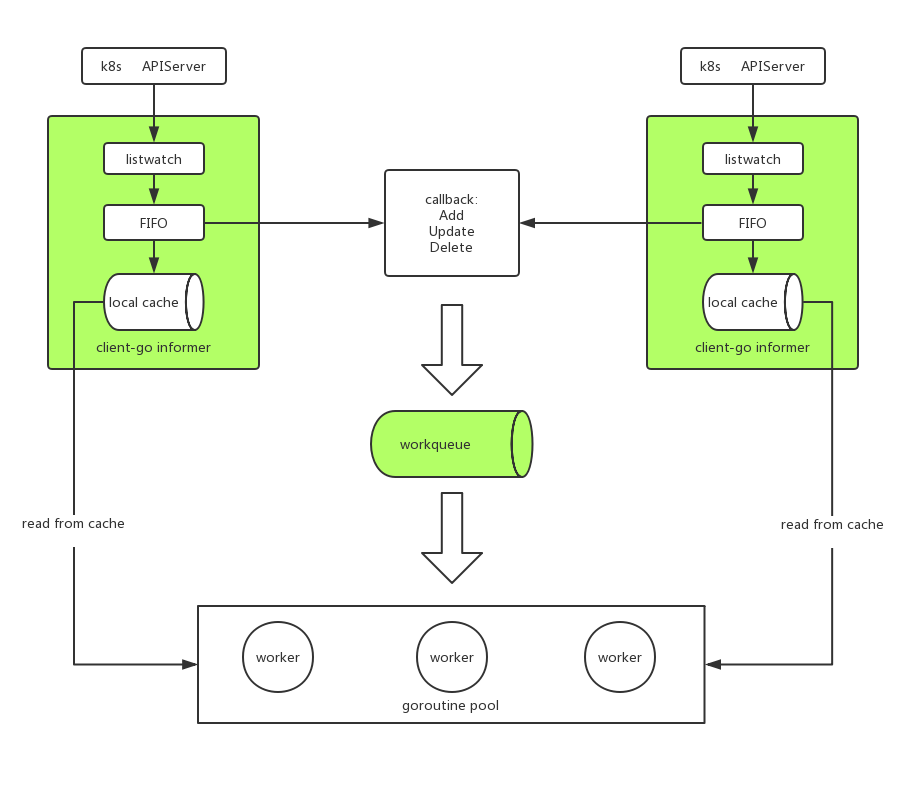 k8s APIServer
k8s APIServer
listwatch
listwatch
FIFO
FIFO
callback:
Add
Update
Delete
local cache
local cache
client-go informer
client-go informer
workqueue
read from cache
read from cache
worker
worker
worker
goroutine pool